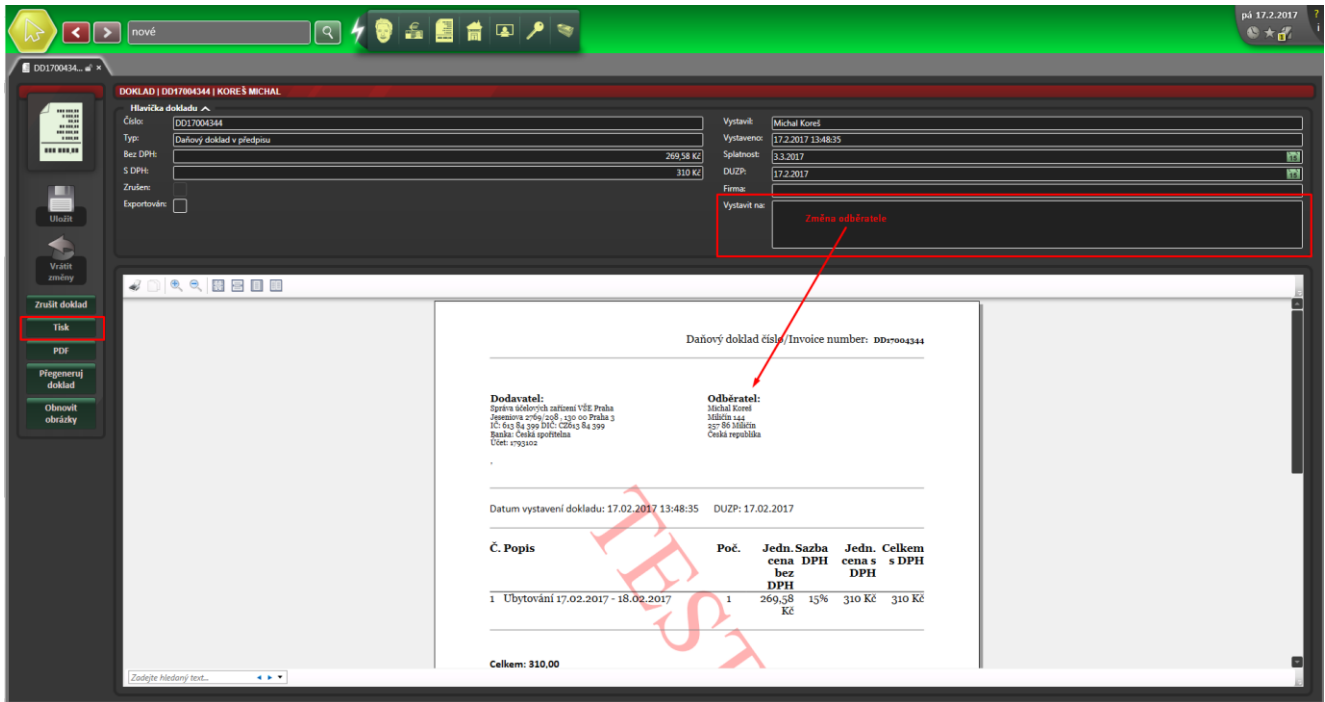 nové
pá 17.2.2017
?
i
DD1700434...
DOKLAD | DD17004344 | KOREŠ MICHAL
Hlavička dokladu
Číslo: DD17004344
Typ: Daňový doklad v předpisu
Bez DPH: 269,58 Kč
S DPH: 310 Kč
Zrušen:
Exportován:
Vystavil: Michal Koreš
Vystaveno: 17.2.2017 13:48:35
Splatnost: 3.3.2017
DUZP: 17.2.2017
Firma:
Vystavit na:
Změna odběratele
Uložit
Vrátit
změny
Zrušit doklad
Tisk
PDF
Přegeneruj
doklad
Obnovit
obrázky
Daňový doklad číslo/Invoice number: DD17004344
Dodavatel:
Správa účelových zařízení VŠE Praha
Jeseniova 2769/208 , 130 00 Praha 3
IČ: 613 84 399 DIČ: CZ613 84 399
Banka: Česká spořitelna
Účet: 1793102
,
Odběratel:
Michal Koreš
Miličín 144
257 86 Miličín
Česká republika
Datum vystavení dokladu: 17.02.2017 13:48:35 DUZP: 17.02.2017
Č. Popis Poč. Jedn. Sazba Jedn. Celkem
cena DPH cena s s DPH
bez DPH
DPH
1 Ubytování 17.02.2017 - 18.02.2017 1 269,58 15% 310 Kč 310 Kč
Kč
TEST
Celkem: 310,00
Zadejte hledaný text...